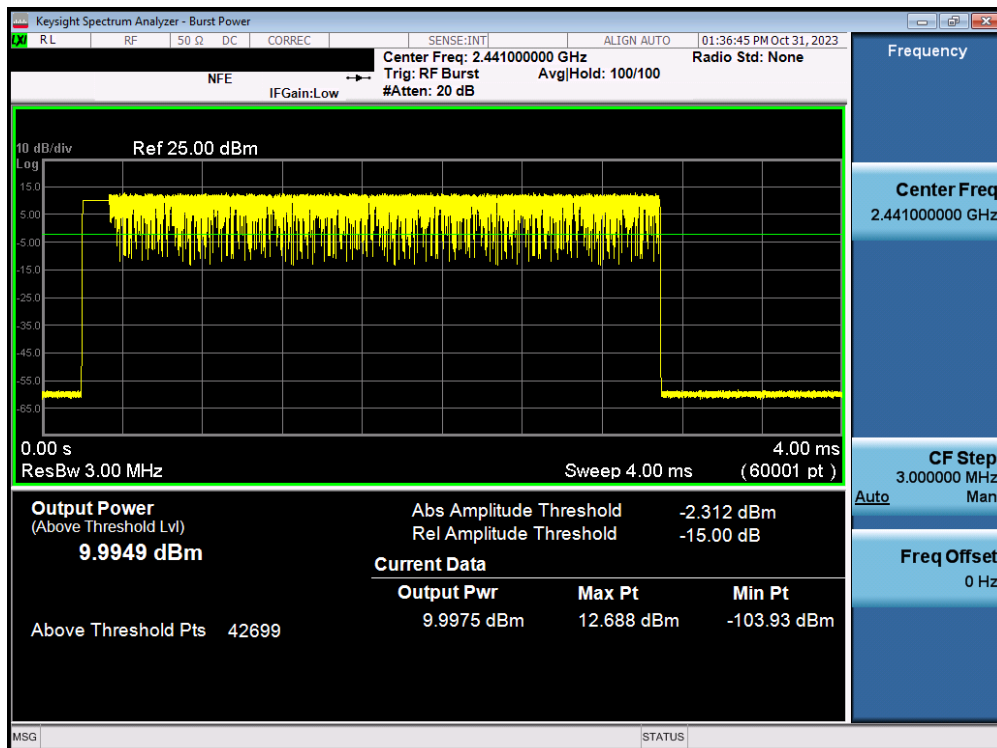 Keysight Spectrum Analyzer - Burst Power
LXI RL RF 50 Ω DC CORREC SENSE:INT ALIGN AUTO 01:36:45 PM Oct 31, 2023
Center Freq: 2.441000000 GHz Radio Std: None
NFE Trig: RF Burst Avg|Hold: 100/100
IFGain:Low #Atten: 20 dB
10 dB/div Ref 25.00 dBm
Log
15.0
5.00
-5.00
-15.0
-25.0
-35.0
-45.0
-55.0
-65.0
0.00 s 4.00 ms
ResBw 3.00 MHz Sweep 4.00 ms (60001 pt)
Output Power
(Above Threshold Lvl)
9.9949 dBm
Above Threshold Pts 42699
Abs Amplitude Threshold -2.312 dBm
Rel Amplitude Threshold -15.00 dB
Current Data
Output Pwr Max Pt Min Pt
9.9975 dBm 12.688 dBm -103.93 dBm
Frequency
Center Freq
2.441000000 GHz
CF Step
3.000000 MHz
Auto Man
Freq Offset
0 Hz
MSG STATUS